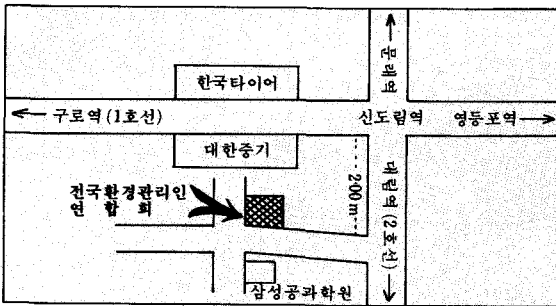 문래역
한국타이어
구로역(1호선)
신도림역
영등포역
대한중기
200m
대림역(2호선)
전국환경관리인
연합회
삼성공과학원